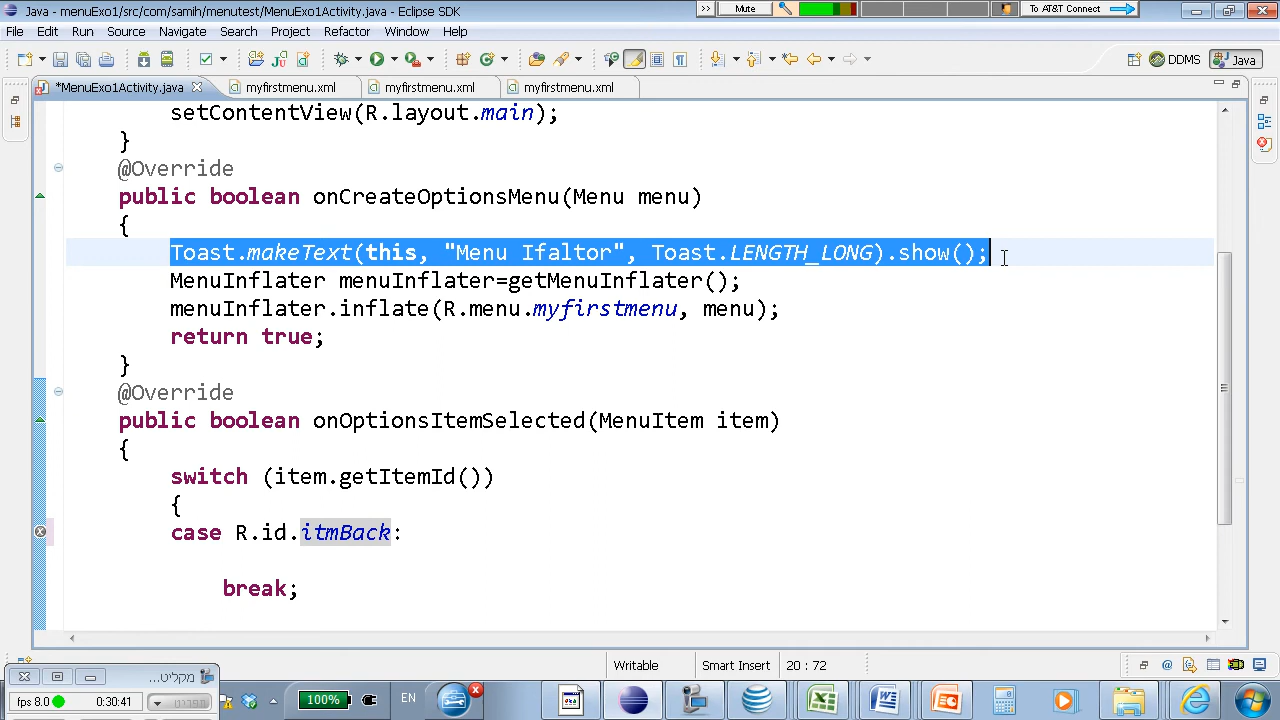 Java - menuExo1/src/com/samih/menutest/MenuExo1Activity.java - Eclipse SDK
Mute
To AT&T Connect
File Edit Run Source Navigate Search Project Refactor Window Help
DDMS Java
*MenuExo1Activity.java myfirstmenu.xml myfirstmenu.xml myfirstmenu.xml
setContentView(R.layout.main);
}
@Override
public boolean onCreateOptionsMenu(Menu menu)
{
Toast.makeText(this, "Menu Ifaltor", Toast.LENGTH_LONG).show();
MenuInflater menuInflater=getMenuInflater();
menuInflater.inflate(R.menu.myfirstmenu, menu);
return true;
}
@Override
public boolean onOptionsItemSelected(MenuItem item)
{
switch (item.getItemId())
{
case R.id.itmBack:
break;
Writable Smart Insert 20 : 72
מקליט...
fps 8.0 0:39:41 תפריט
100% EN